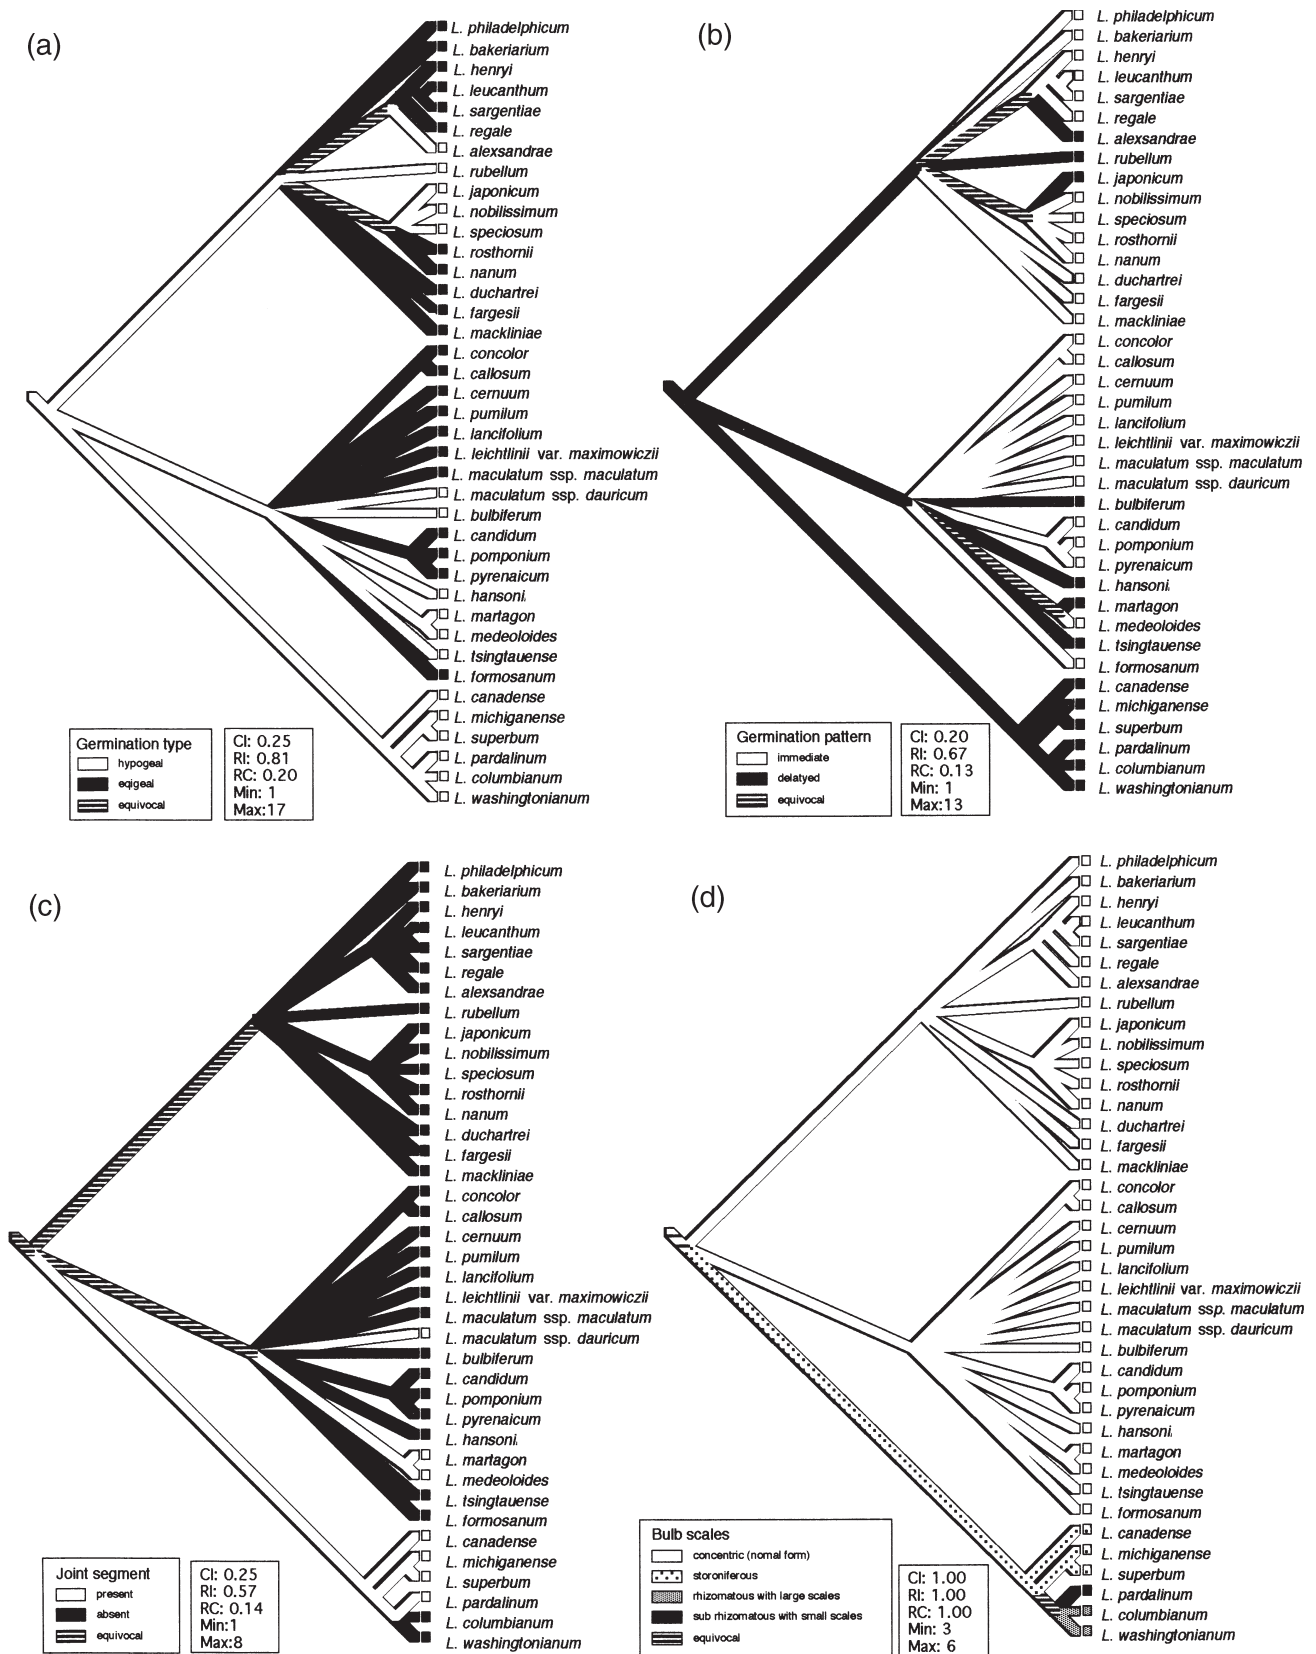 (a)
L. philadelphicum
L. bakeriarium
L. henryi
L. leucanthum
L. sargentiae
L. regale
L. alexsandrae
L. rubellum
L. japonicum
L. nobilissimum
L. speciosum
L. rosthornii
L. nanum
L. duchartrei
L. fargesii
L. mackliniae
L. concolor
L. callosum
L. cernuum
L. pumilum
L. lancifolium
L. leichtlinii var. maximowiczii
L. maculatum ssp. maculatum
L. maculatum ssp. dauricum
L. bulbiferum
L. candidum
L. pomponium
L. pyrenaicum
L. hansoni
L. martagon
L. medeoloides
L. tsingtauense
L. formosanum
L. canadense
L. michiganense
L. superbum
L. pardalinum
L. columbianum
L. washingtonianum
Germination type
hypogeal
eqigeal
equivocal
CI: 0.25
RI: 0.81
RC: 0.20
Min: 1
Max:17
(b)
L. philadelphicum
L. bakeriarium
L. henryi
L. leucanthum
L. sargentiae
L. regale
L. alexsandrae
L. rubellum
L. japonicum
L. nobilissimum
L. speciosum
L. rosthornii
L. nanum
L. duchartrei
L. fargesii
L. mackliniae
L. concolor
L. callosum
L. cernuum
L. pumilum
L. lancifolium
L. leichtlinii var. maximowiczii
L. maculatum ssp. maculatum
L. maculatum ssp. dauricum
L. bulbiferum
L. candidum
L. pomponium
L. pyrenaicum
L. hansoni
L. martagon
L. medeoloides
L. tsingtauense
L. formosanum
L. canadense
L. michiganense
L. superbum
L. pardalinum
L. columbianum
L. washingtonianum
Germination pattern
immediate
delatyed
equivocal
CI: 0.20
RI: 0.67
RC: 0.13
Min: 1
Max:13
(c)
L. philadelphicum
L. bakeriarium
L. henryi
L. leucanthum
L. sargentiae
L. regale
L. alexsandrae
L. rubellum
L. japonicum
L. nobilissimum
L. speciosum
L. rosthornii
L. nanum
L. duchartrei
L. fargesii
L. mackliniae
L. concolor
L. callosum
L. cernuum
L. pumilum
L. lancifolium
L. leichtlinii var. maximowiczii
L. maculatum ssp. maculatum
L. maculatum ssp. dauricum
L. bulbiferum
L. candidum
L. pomponium
L. pyrenaicum
L. hansoni
L. martagon
L. medeoloides
L. tsingtauense
L. formosanum
L. canadense
L. michiganense
L. superbum
L. pardalinum
L. columbianum
L. washingtonianum
Joint segment
present
absent
equivocal
CI: 0.25
RI: 0.57
RC: 0.14
Min:1
Max:8
(d)
L. philadelphicum
L. bakeriarium
L. henryi
L. leucanthum
L. sargentiae
L. regale
L. alexsandrae
L. rubellum
L. japonicum
L. nobilissimum
L. speciosum
L. rosthornii
L. nanum
L. duchartrei
L. fargesii
L. mackliniae
L. concolor
L. callosum
L. cernuum
L. pumilum
L. lancifolium
L. leichtlinii var. maximowiczii
L. maculatum ssp. maculatum
L. maculatum ssp. dauricum
L. bulbiferum
L. candidum
L. pomponium
L. pyrenaicum
L. hansoni
L. martagon
L. medeoloides
L. tsingtauense
L. formosanum
L. canadense
L. michiganense
L. superbum
L. pardalinum
L. columbianum
L. washingtonianum
Bulb scales
concentric (nomal form)
storoniferous
rhizomatous with large scales
sub rhizomatous with small scales
equivocal
CI: 1.00
RI: 1.00
RC: 1.00
Min: 3
Max: 6